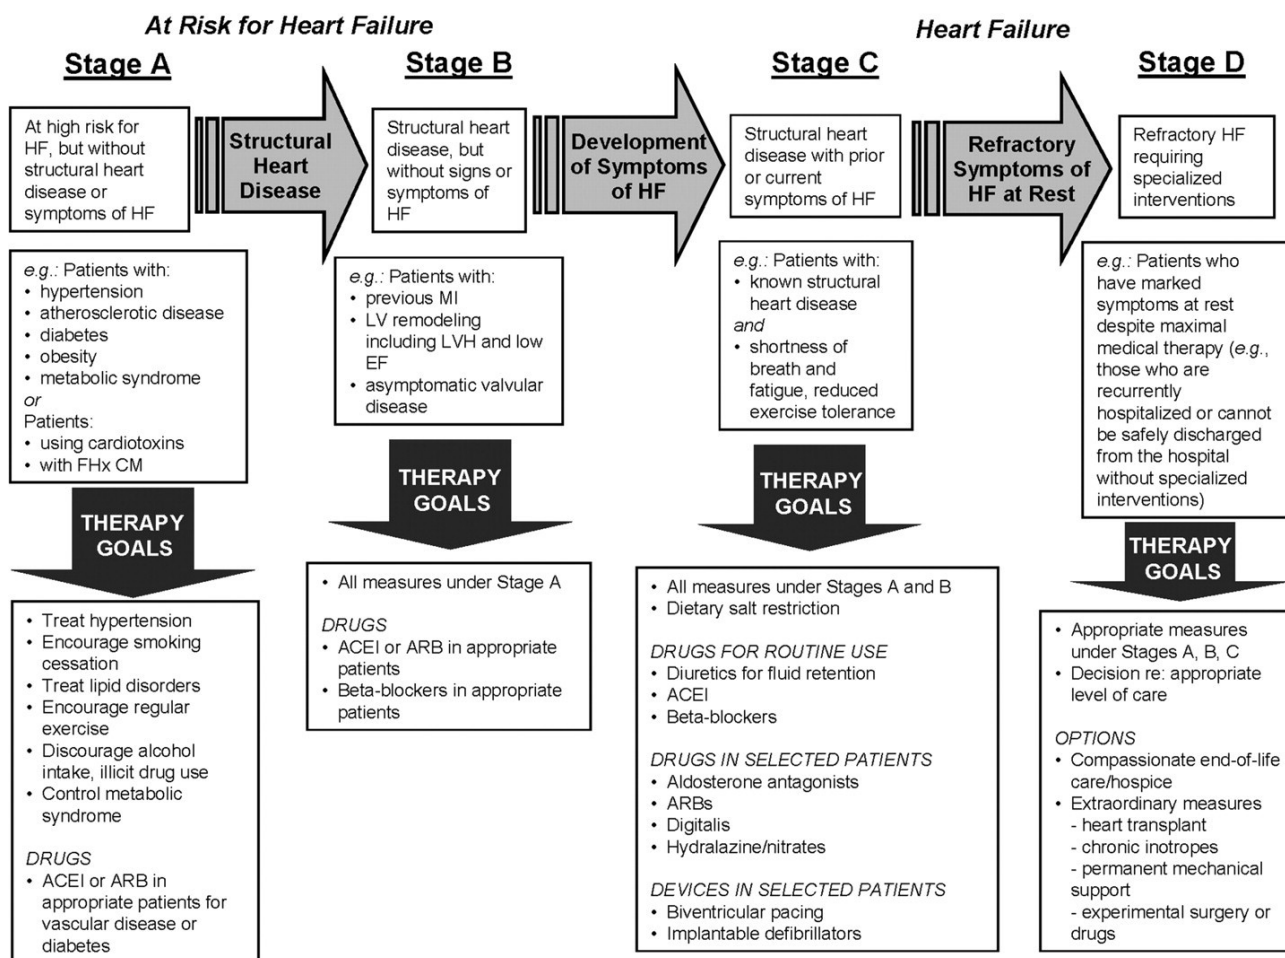 At Risk for Heart Failure
Heart Failure
Stage A
Stage B
Stage C
Stage D
At high risk for
HF, but without
structural heart
disease or
symptoms of HF
Structural
Heart
Disease
Structural heart
disease, but
without signs or
symptoms of
HF
Development
of Symptoms
of HF
Structural heart
disease with prior
or current
symptoms of HF
Refractory
Symptoms of
HF at Rest
Refractory HF
requiring
specialized
interventions
e.g.: Patients with:
• hypertension
• atherosclerotic disease
• diabetes
• obesity
• metabolic syndrome
or
Patients:
• using cardiotoxins
• with FHx CM
e.g.: Patients with:
• previous MI
• LV remodeling
including LVH and low
EF
• asymptomatic valvular
disease
e.g.: Patients with:
• known structural
heart disease
and
• shortness of
breath and
fatigue, reduced
exercise tolerance
e.g.: Patients who
have marked
symptoms at rest
despite maximal
medical therapy (e.g.,
those who are
recurrently
hospitalized or cannot
be safely discharged
from the hospital
without specialized
interventions)
THERAPY
GOALS
THERAPY
GOALS
THERAPY
GOALS
THERAPY
GOALS
• Treat hypertension
• Encourage smoking
cessation
• Treat lipid disorders
• Encourage regular
exercise
• Discourage alcohol
intake, illicit drug use
• Control metabolic
syndrome
DRUGS
• ACEI or ARB in
appropriate patients for
vascular disease or
diabetes
• All measures under Stage A
DRUGS
• ACEI or ARB in appropriate
patients
• Beta-blockers in appropriate
patients
• All measures under Stages A and B
• Dietary salt restriction
DRUGS FOR ROUTINE USE
• Diuretics for fluid retention
• ACEI
• Beta-blockers
DRUGS IN SELECTED PATIENTS
• Aldosterone antagonists
• ARBs
• Digitalis
• Hydralazine/nitrates
DEVICES IN SELECTED PATIENTS
• Biventricular pacing
• Implantable defibrillators
• Appropriate measures
under Stages A, B, C
• Decision re: appropriate
level of care
OPTIONS
• Compassionate end-of-life
care/hospice
• Extraordinary measures
- heart transplant
- chronic inotropes
- permanent mechanical
support
- experimental surgery or
drugs